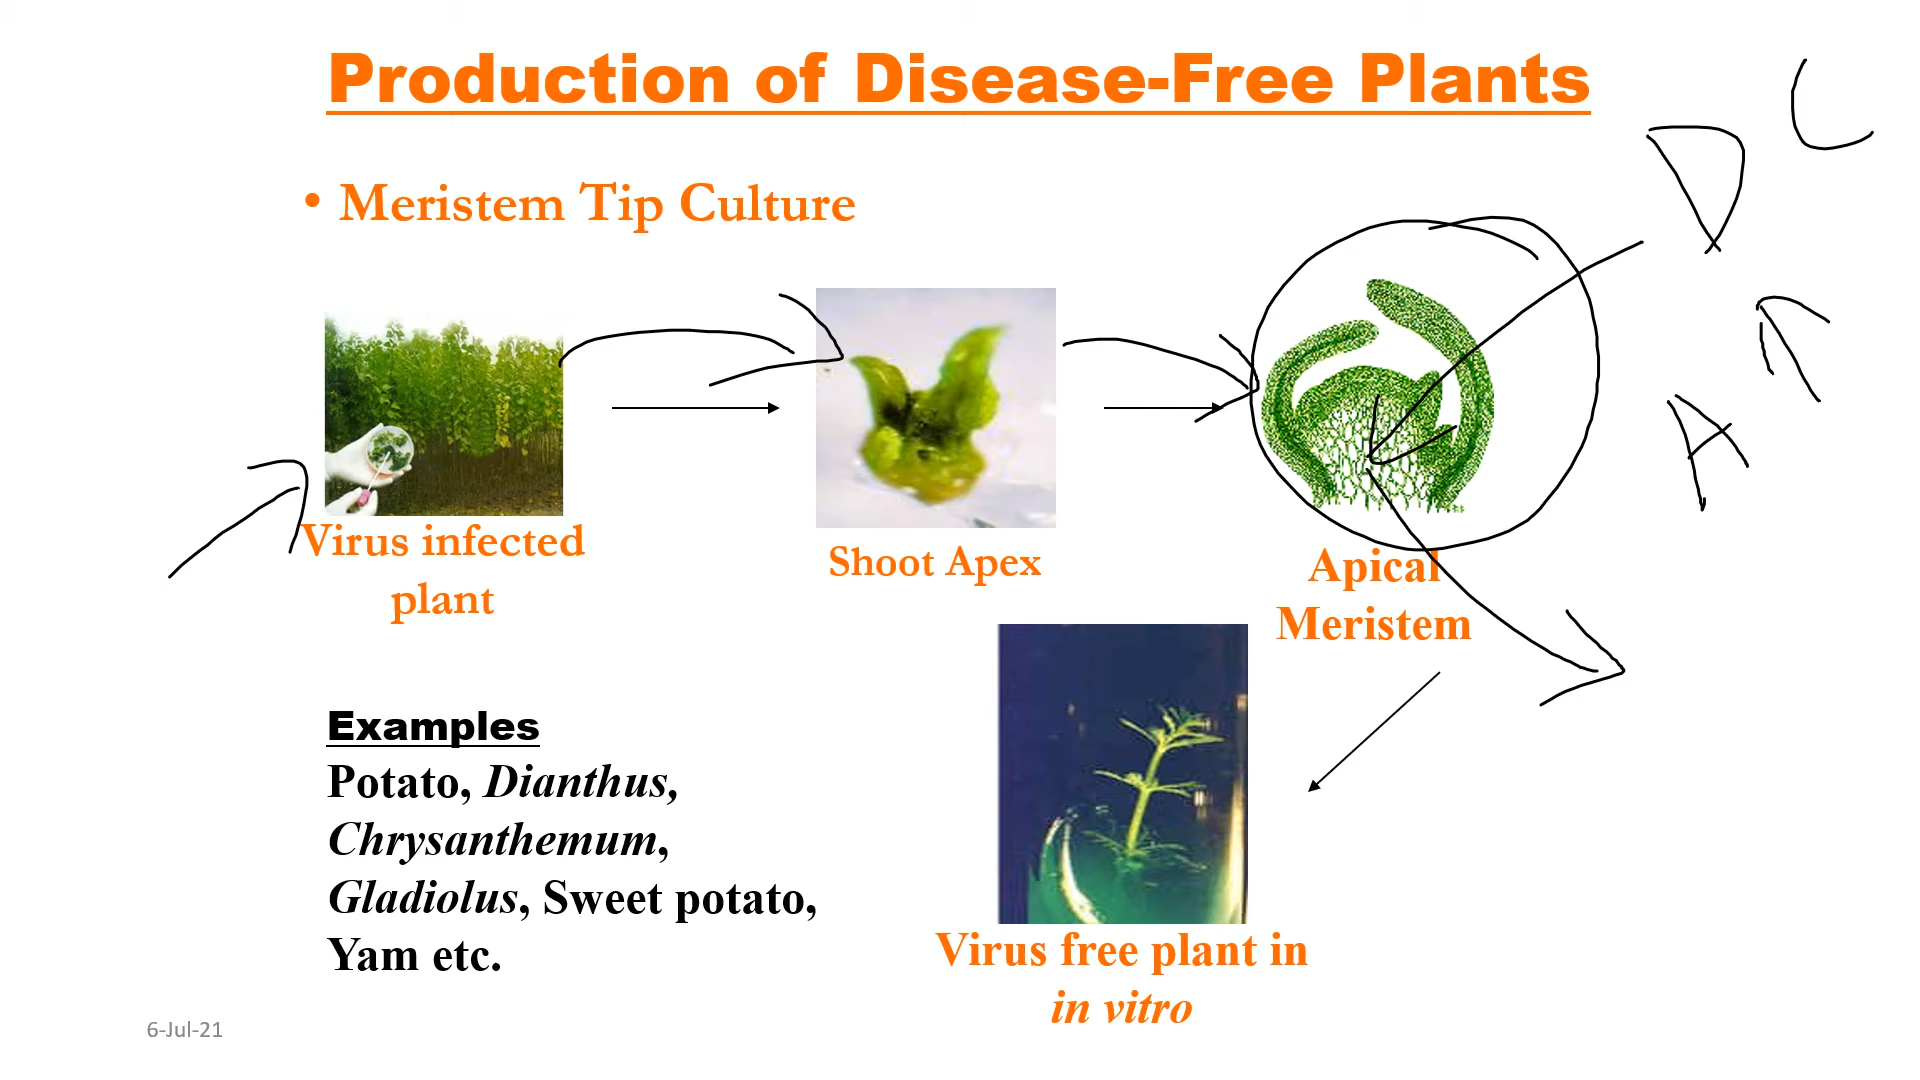 Production of Disease-Free Plants
• Meristem Tip Culture
D C
A
Virus infected
plant
Shoot Apex
Apical
Meristem
Examples
Potato, Dianthus,
Chrysanthemum,
Gladiolus, Sweet potato,
Yam etc.
Virus free plant in
in vitro
6-Jul-21